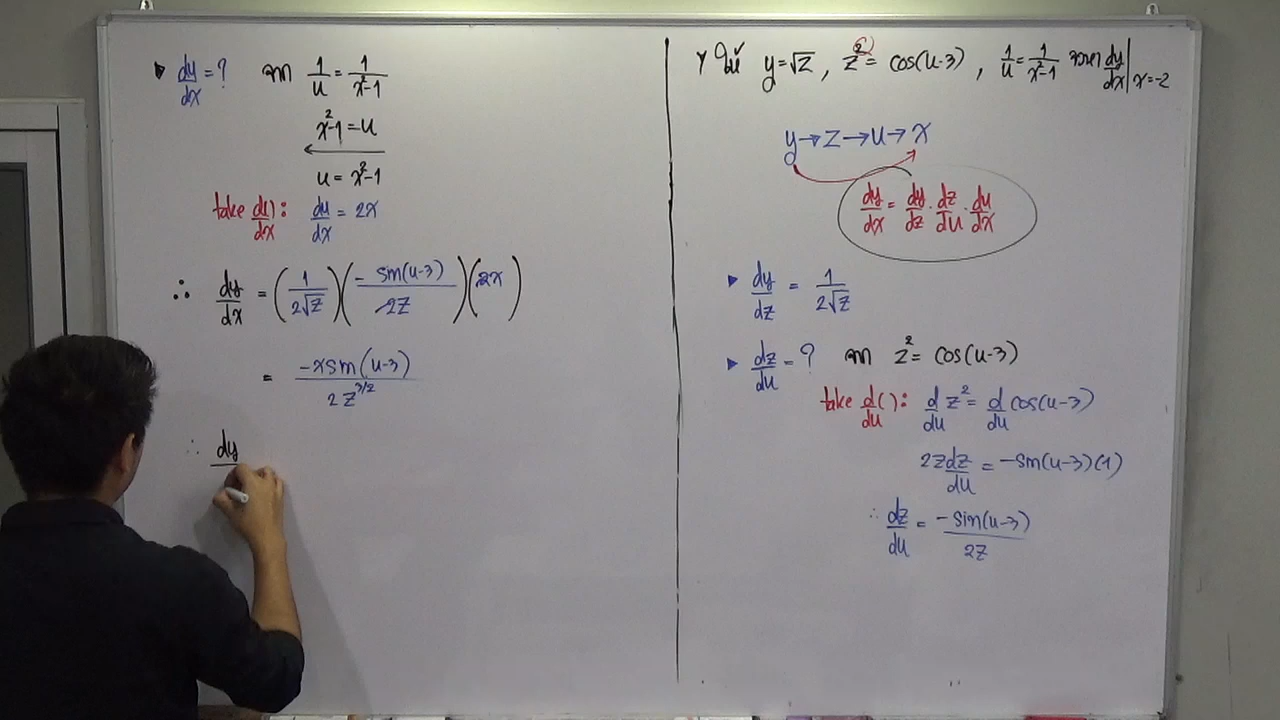 Y ให้ y=√z , z²= cos(u-3) , 1/u = 1/(x²-1) จงหา dy/dx | x=-2
y→z→u→x
dy/dx = dy/dz · dz/du · du/dx
▸ dy/dz = 1/(2√z)
▸ dz/du = ? จาก z² = cos(u-3)
take d/du( ): d/du z² = d/du cos(u-3)
2z dz/du = -sin(u-3)(1)
∴ dz/du = -sin(u-3)/(2z)
▸ dy/dx = ? จาก 1/u = 1/(x²-1)
x²-1 = u
u = x²-1
take d( )/dx : du/dx = 2x
∴ dy/dx = (1/(2√z))(-sin(u-3)/(2z))(2x)
= -x sin(u-3)/(2z^(3/2))
∴ dy